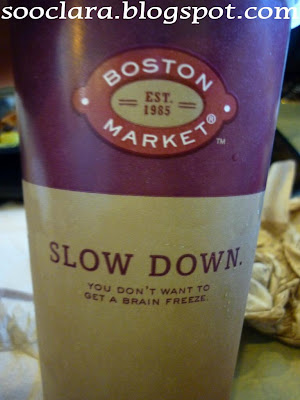 sooclara.blogspot.com
BOSTON
EST.
1985
MARKET®
™
SLOW DOWN.
YOU DON'T WANT TO
GET A BRAIN FREEZE.